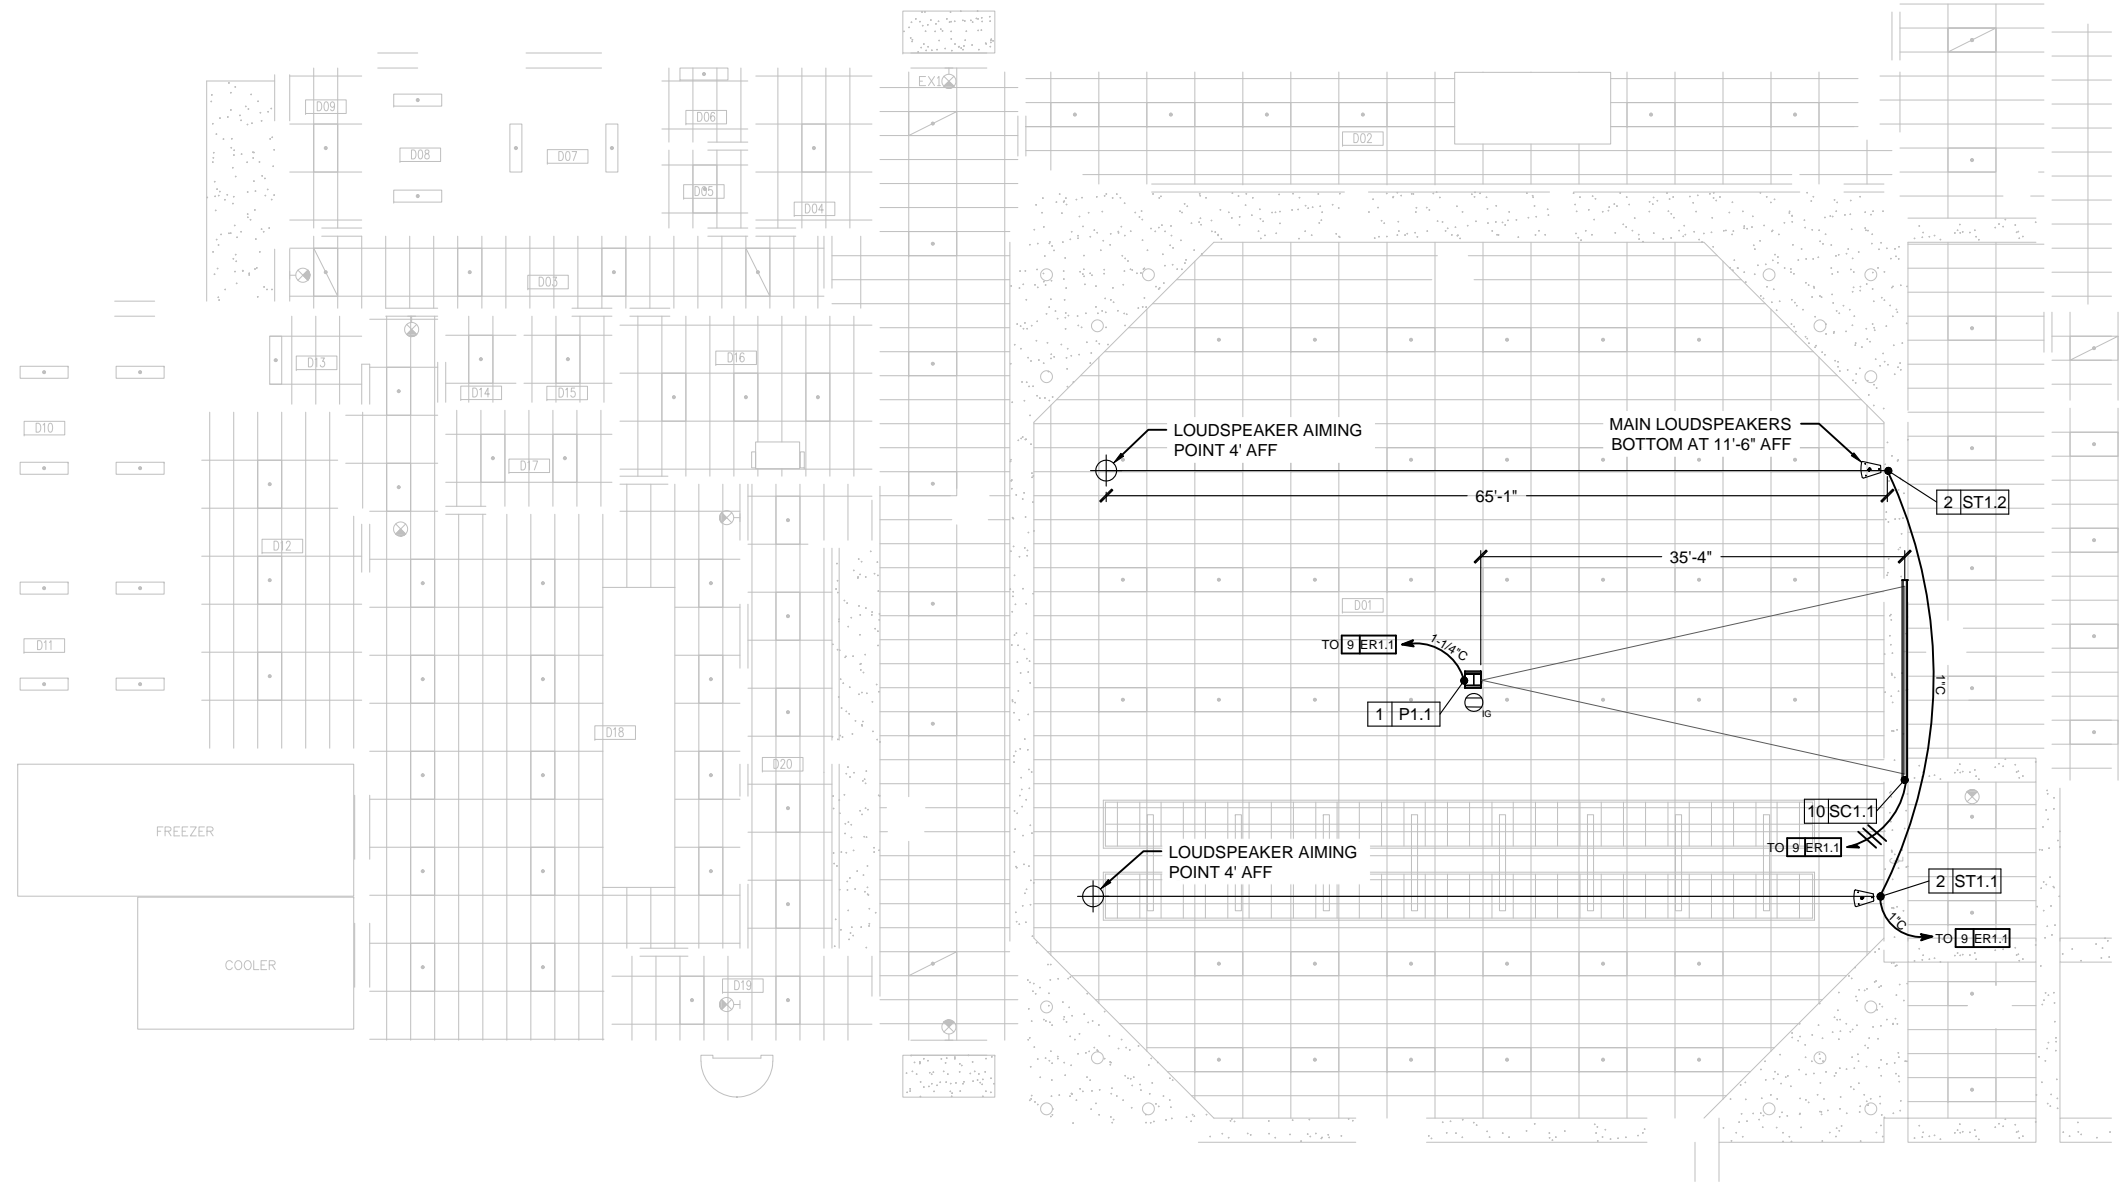 EXI
D09
D06
D08
D07
D02
D05
D04
D03
D13
D16
D14
D15
D10
D17
D12
D11
D18
D20
D19
FREEZER
COOLER
LOUDSPEAKER AIMING
POINT 4' AFF
MAIN LOUDSPEAKERS
BOTTOM AT 11'-6" AFF
65'-1"
2 ST1.2
35'-4"
D01
TO 9 ER1.1
1-1/4"C
1 P1.1
IG
1"C
10 SC1.1
TO 9 ER1.1
LOUDSPEAKER AIMING
POINT 4' AFF
2 ST1.1
1"C
TO 9 ER1.1